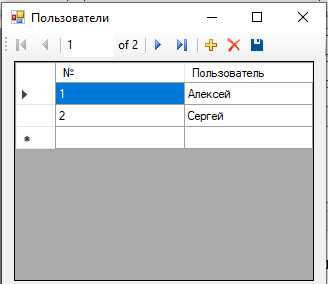 Пользователи
1 of 2
№ Пользователь
1 Алексей
2 Сергей